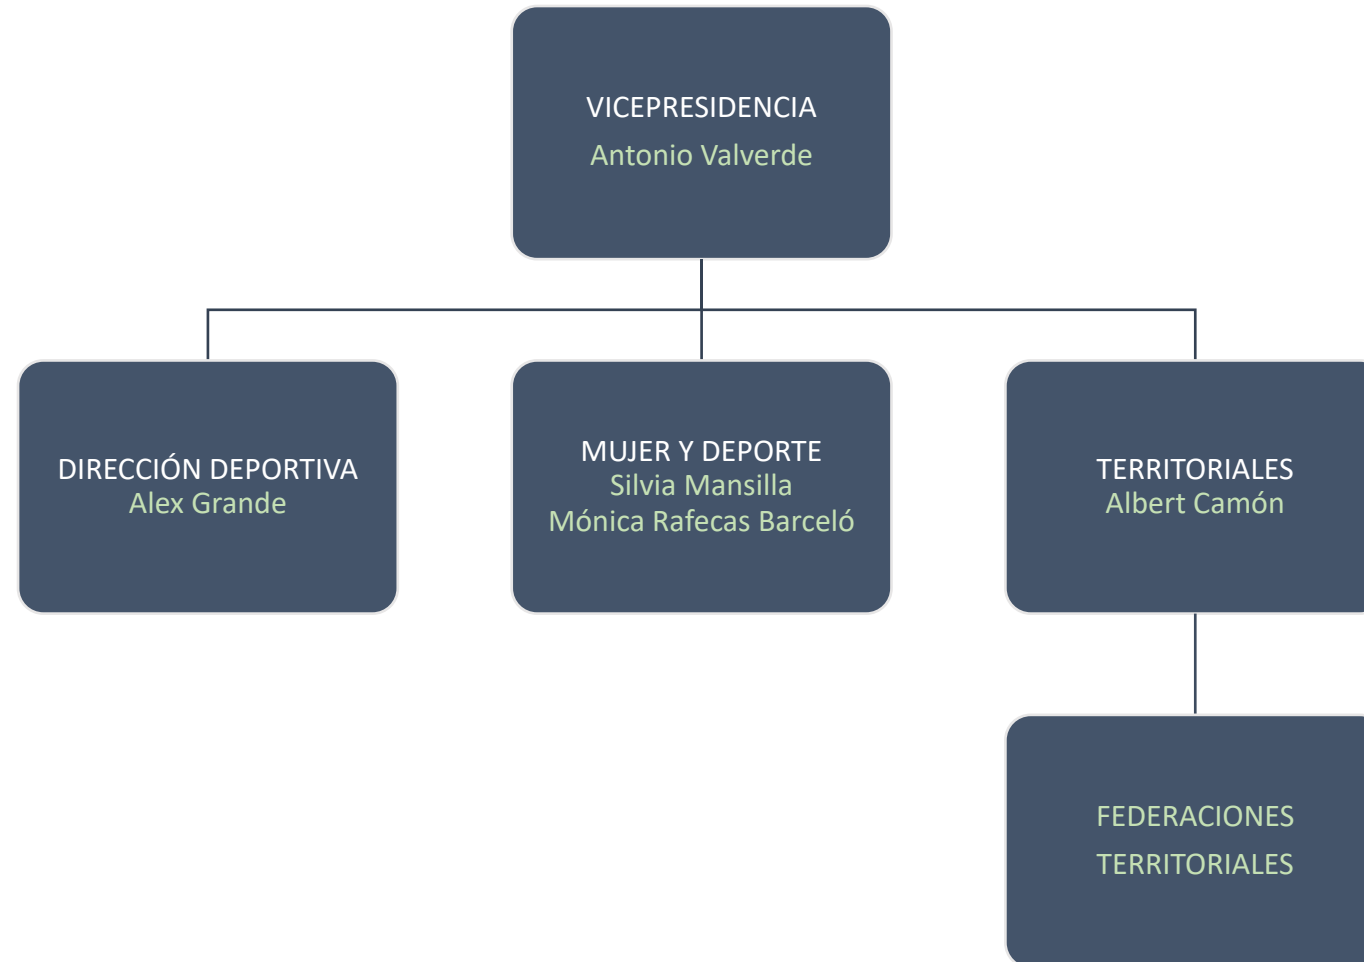 VICEPRESIDENCIA
Antonio Valverde
DIRECCIÓN DEPORTIVA
Alex Grande
MUJER Y DEPORTE
Silvia Mansilla
Mónica Rafecas Barceló
TERRITORIALES
Albert Camón
FEDERACIONES
TERRITORIALES